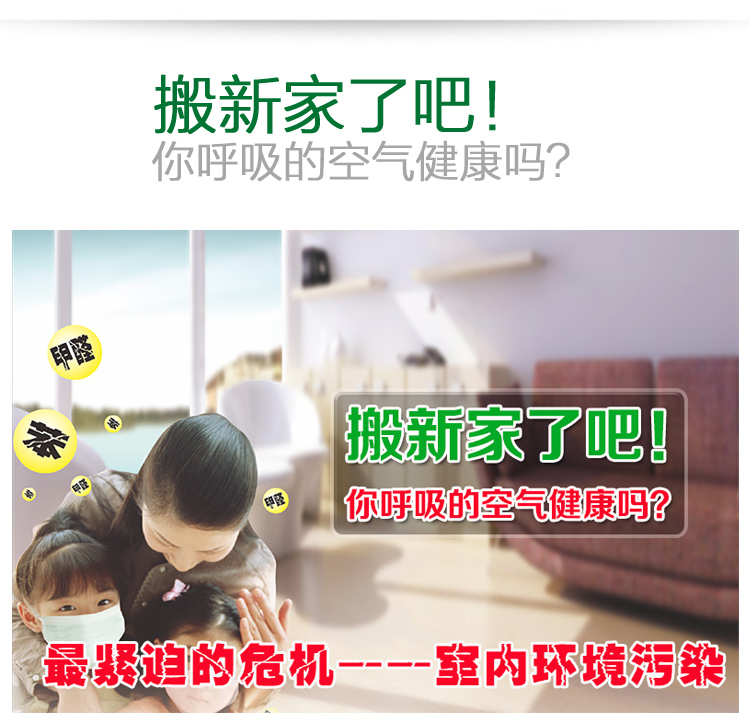 搬新家了吧!
你呼吸的空气健康吗?
甲醛
苯
苯
苯
甲醛
甲醛
搬新家了吧!
你呼吸的空气健康吗?
最紧迫的危机----室内环境污染